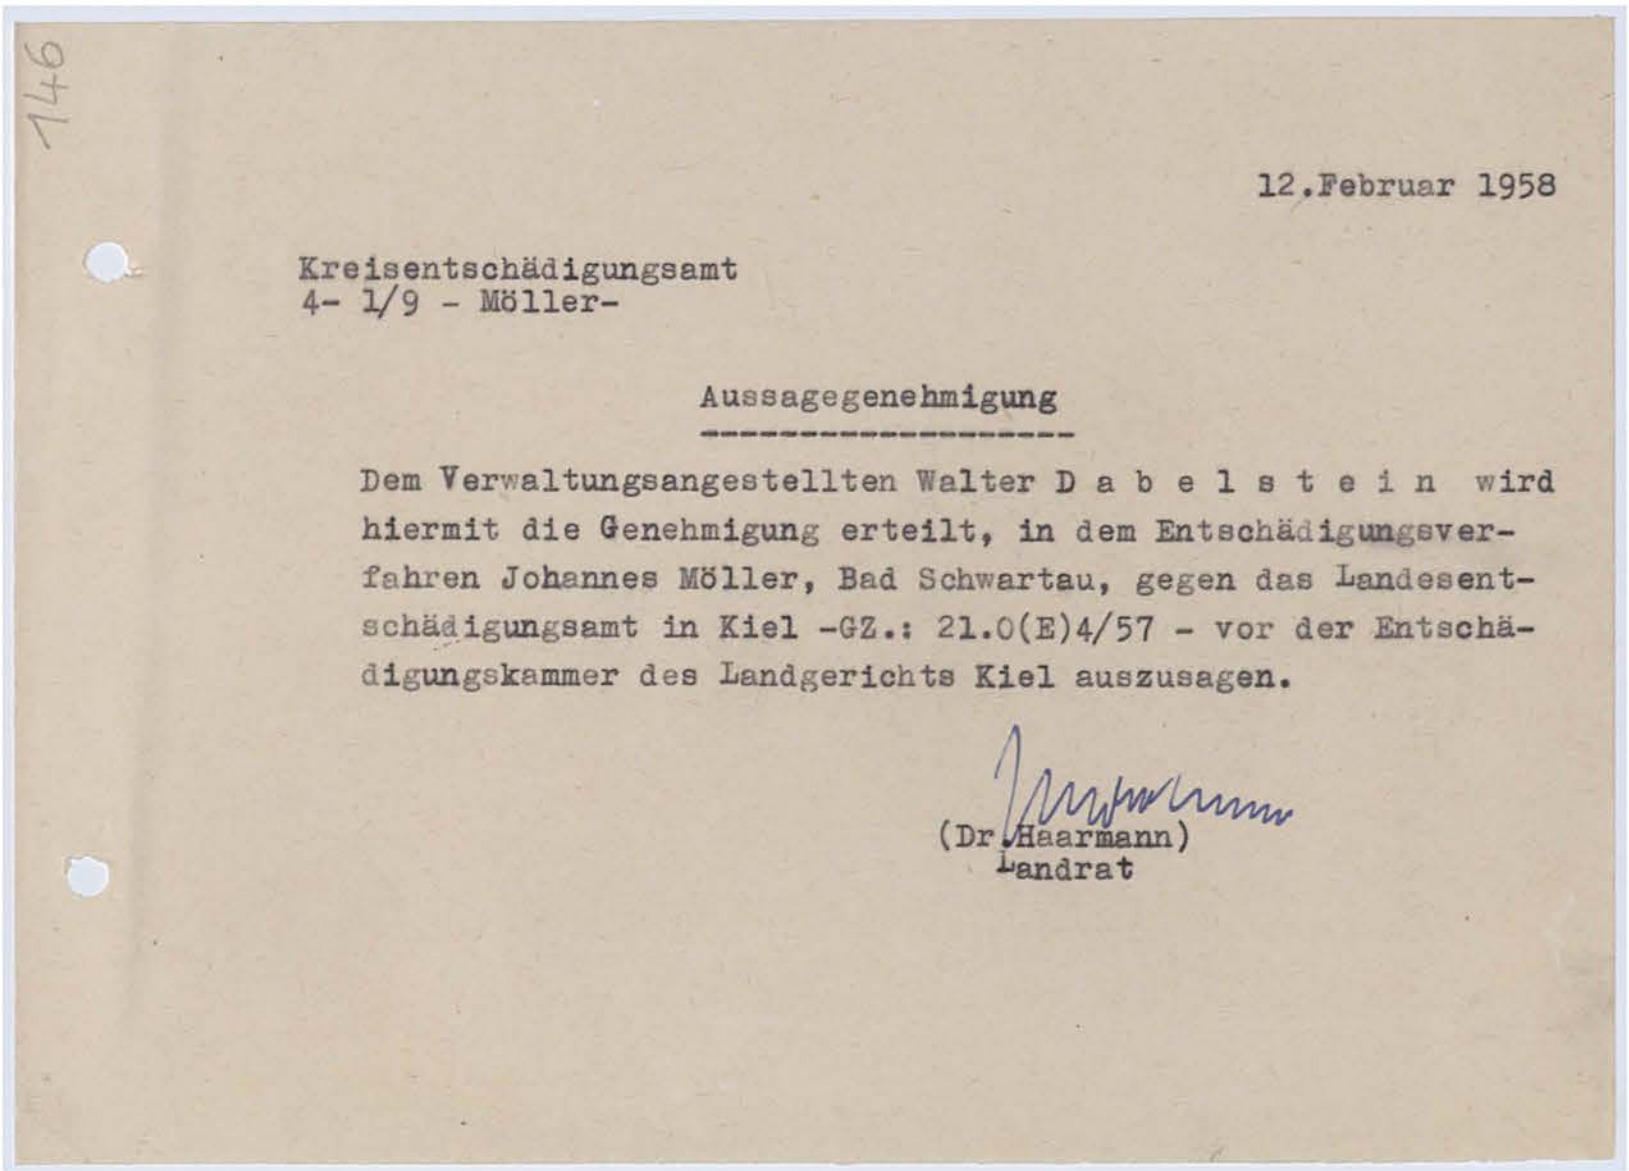 146
12.Februar 1958
Kreisentschädigungsamt
4- 1/9 - Möller-
Aussagegenehmigung
-------------------
Dem Verwaltungsangestellten Walter D a b e l s t e i n wird
hiermit die Genehmigung erteilt, in dem Entschädigungsver-
fahren Johannes Möller, Bad Schwartau, gegen das Landesent-
schädigungsamt in Kiel -GZ.: 21.O(E)4/57 - vor der Entschä-
digungskammer des Landgerichts Kiel auszusagen.
(Dr.Haarmann)
Landrat